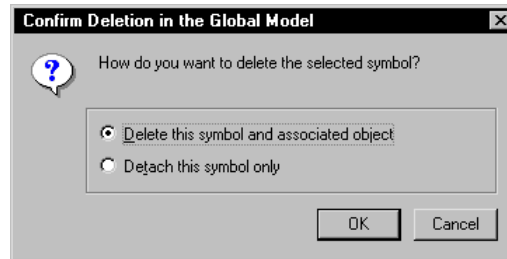 Confirm Deletion in the Global Model
How do you want to delete the selected symbol?
Delete this symbol and associated object
Detach this symbol only
OK
Cancel